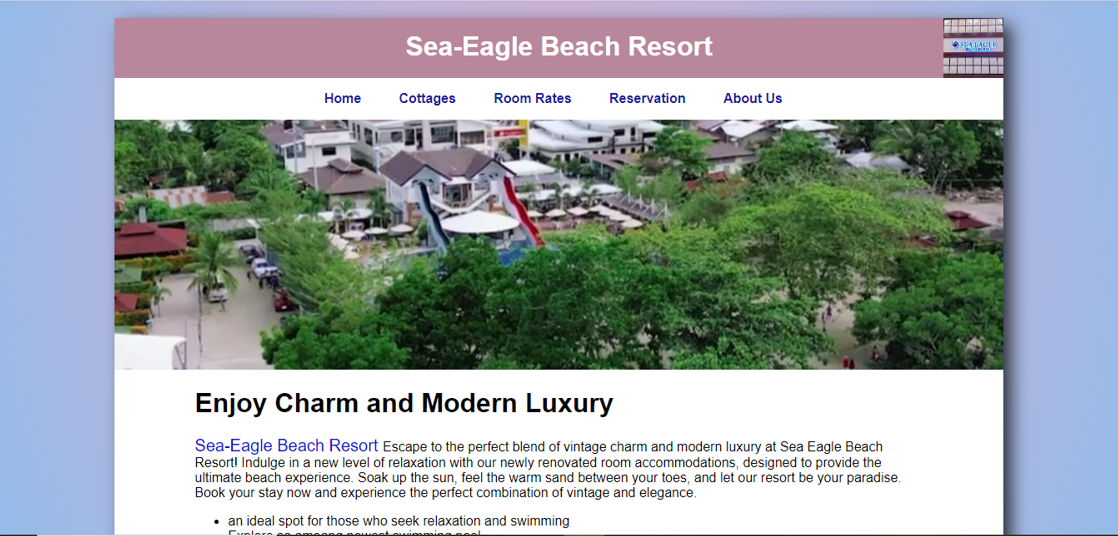 Sea-Eagle Beach Resort
SEA EAGLE
Home Cottages Room Rates Reservation About Us
Enjoy Charm and Modern Luxury
Sea-Eagle Beach Resort Escape to the perfect blend of vintage charm and modern luxury at Sea Eagle Beach
Resort! Indulge in a new level of relaxation with our newly renovated room accommodations, designed to provide the
ultimate beach experience. Soak up the sun, feel the warm sand between your toes, and let our resort be your paradise.
Book your stay now and experience the perfect combination of vintage and elegance.
• an ideal spot for those who seek relaxation and swimming